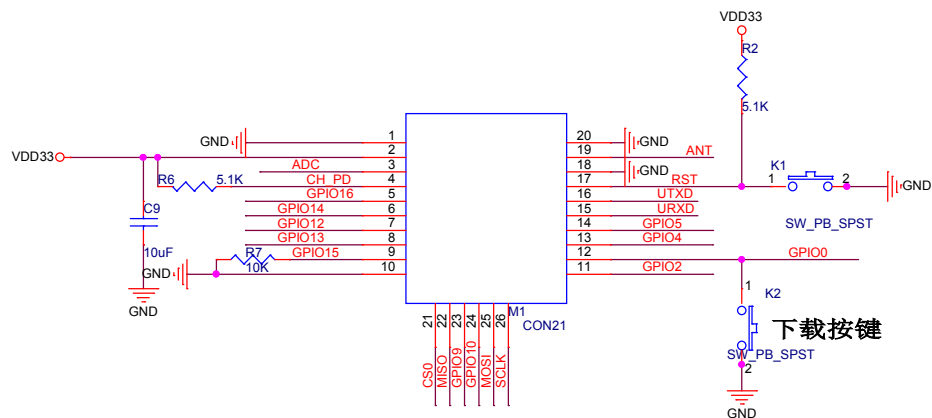 VDD33
R2
5.1K
GND
1
20
GND
VDD33
2
19
ANT
ADC
3
18
GND
K1
R6
5.1K
CH_PD
4
17
RST
1
2
GND
GPIO16
5
16
UTXD
C9
GPIO14
6
15
URXD
SW_PB_SPST
GPIO12
7
14
GPIO5
10uF
GPIO13
8
13
GPIO4
R7
GPIO15
9
12
GPIO0
GND
10K
10
11
GPIO2
1
K2
GND
M1
CON21
21
22
23
24
25
26
下载按键
SW_PB_SPST
CS0
MISO
GPIO9
GPIO10
MOSI
SCLK
2
GND